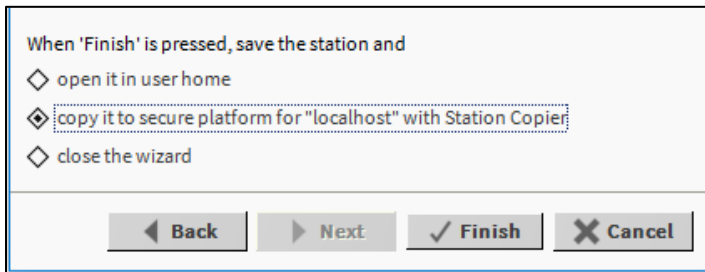 When 'Finish' is pressed, save the station and
open it in user home
copy it to secure platform for "localhost" with Station Copier
close the wizard
Back Next Finish Cancel